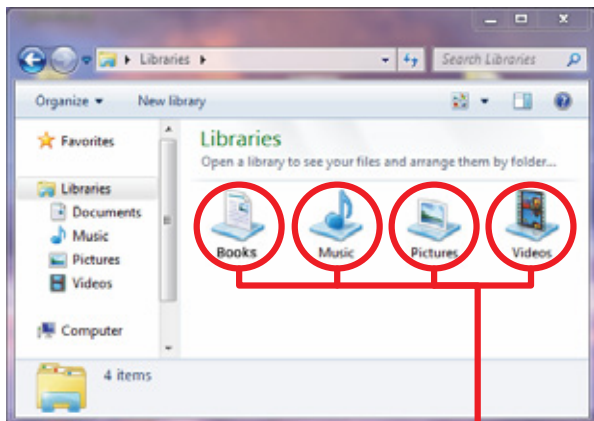 Libraries
Search Libraries
Organize
New library
Favorites
Libraries
Documents
Music
Pictures
Videos
Computer
Libraries
Open a library to see your files and arrange them by folder...
Books
Music
Pictures
Videos
4 items